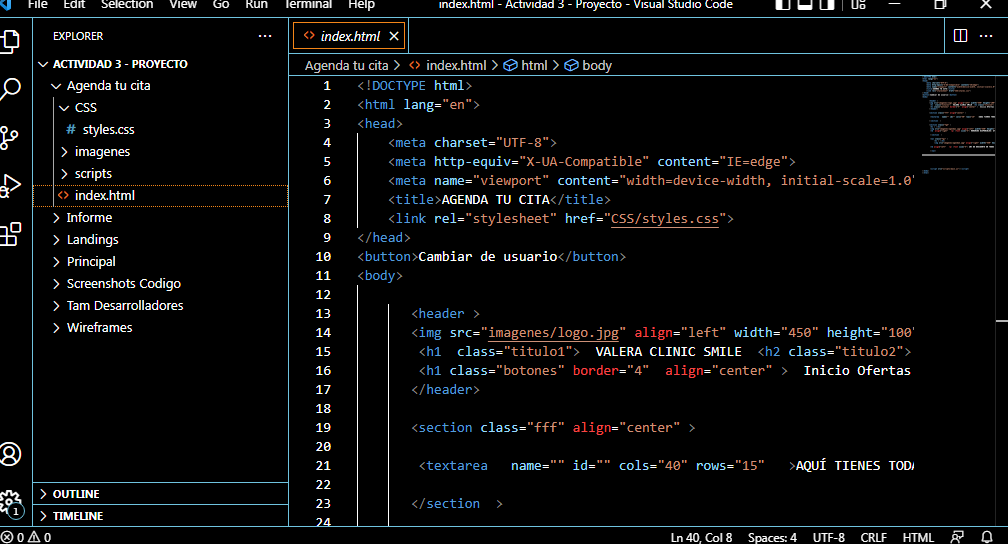 File Edit Selection View Go Run Terminal Help index.html - Actividad 3 - Proyecto - Visual Studio Code
EXPLORER
ACTIVIDAD 3 - PROYECTO
Agenda tu cita
CSS
# styles.css
imagenes
scripts
<> index.html
Informe
Landings
Principal
Screenshots Codigo
Tam Desarrolladores
Wireframes
OUTLINE
TIMELINE
1
<> index.html ×
Agenda tu cita > <> index.html > html > body
1 <!DOCTYPE html>
2 <html lang="en">
3 <head>
4 <meta charset="UTF-8">
5 <meta http-equiv="X-UA-Compatible" content="IE=edge">
6 <meta name="viewport" content="width=device-width, initial-scale=1.0"
7 <title>AGENDA TU CITA</title>
8 <link rel="stylesheet" href="CSS/styles.css">
9 </head>
10 <button>Cambiar de usuario</button>
11 <body>
12
13 <header >
14 <img src="imagenes/logo.jpg" align="left" width="450" height="100"
15 <h1  class="titulo1">  VALERA CLINIC SMILE  <h2 class="titulo2">
16 <h1 class="botones" border="4"  align="center" >  Inicio Ofertas
17 </header>
18
19 <section class="fff" align="center" >
20
21 <textarea   name="" id="" cols="40" rows="15"   >AQUÍ TIENES TODA
22
23 </section  >
24
0 0 Ln 40, Col 8 Spaces: 4 UTF-8 CRLF HTML